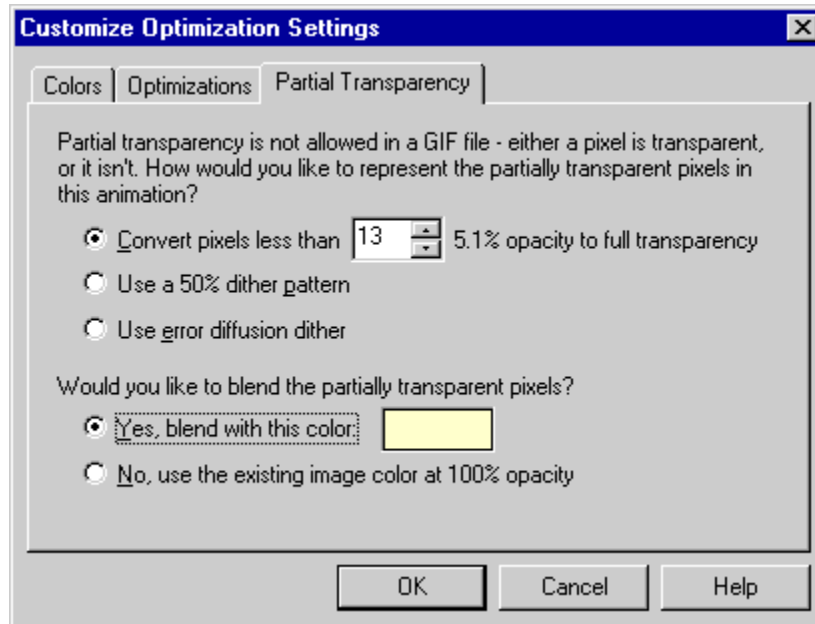 Customize Optimization Settings
Colors Optimizations Partial Transparency
Partial transparency is not allowed in a GIF file - either a pixel is transparent,
or it isn't. How would you like to represent the partially transparent pixels in
this animation?
Convert pixels less than 13 5.1% opacity to full transparency
Use a 50% dither pattern
Use error diffusion dither
Would you like to blend the partially transparent pixels?
Yes, blend with this color:
No, use the existing image color at 100% opacity
OK Cancel Help